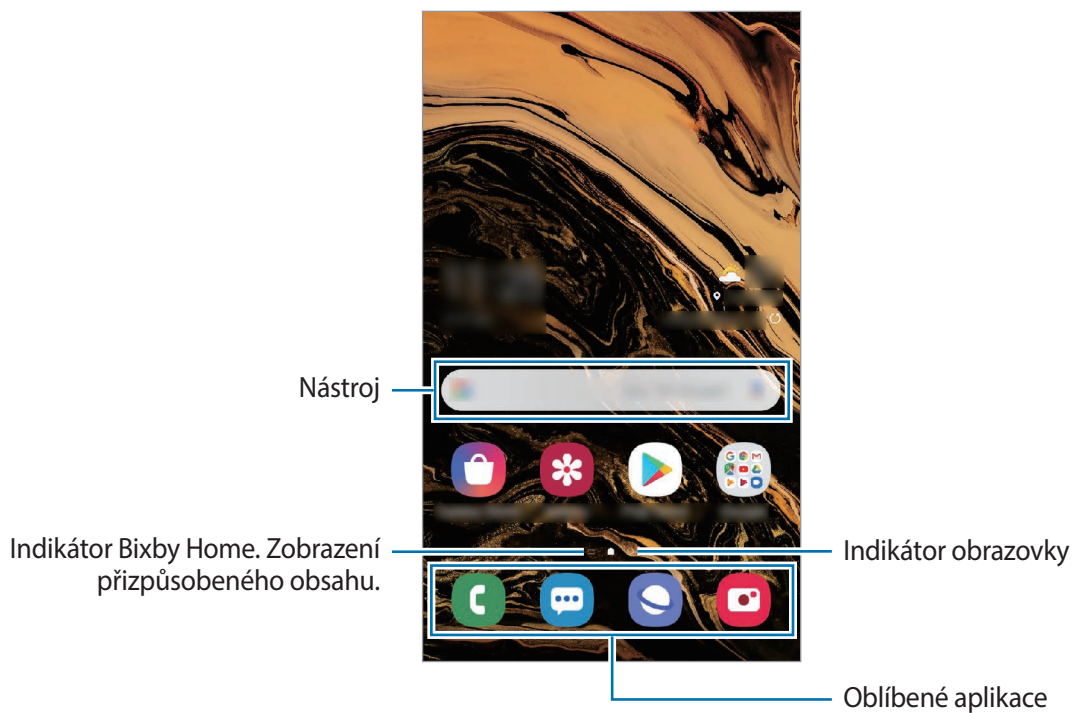 Nástroj
Indikátor Bixby Home. Zobrazení
přizpůsobeného obsahu.
Indikátor obrazovky
Oblíbené aplikace